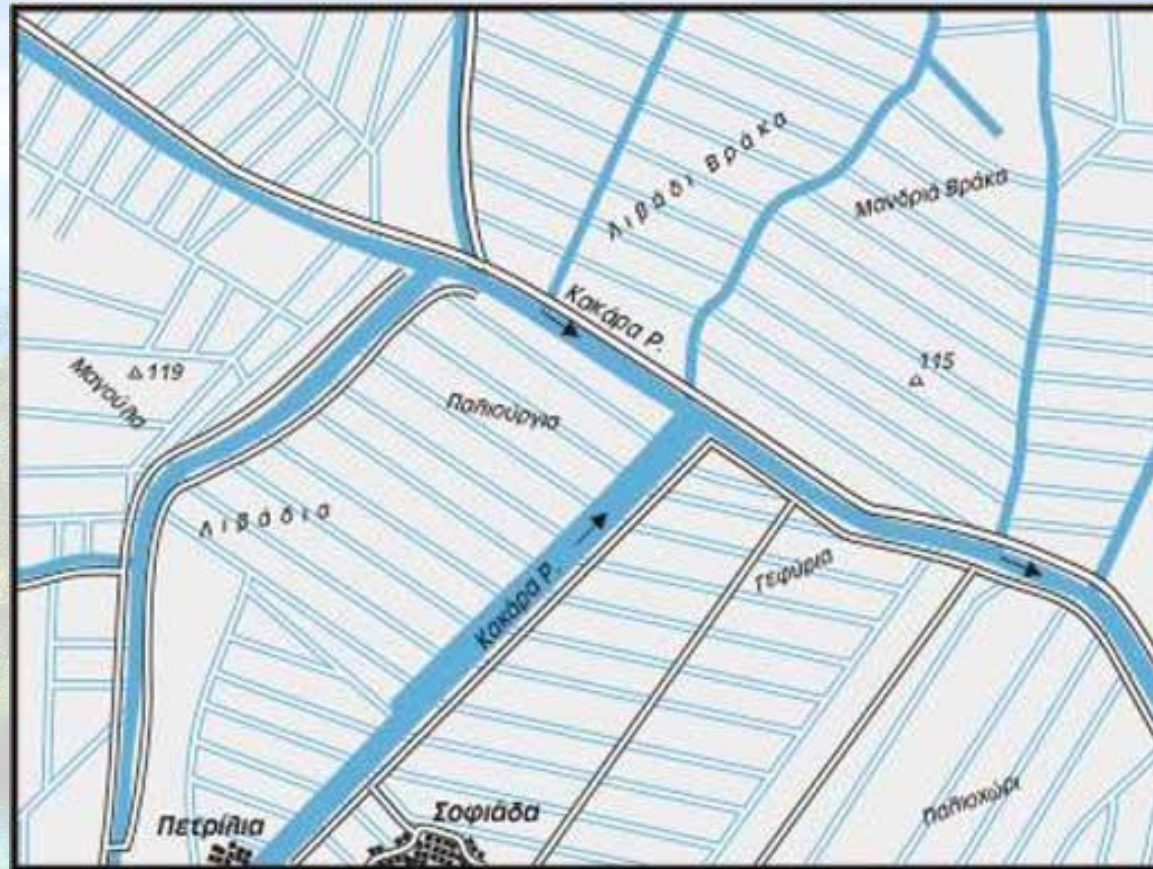 Λιβάδι Βράκα
Μανδριά Βράκα
Κακάρα Ρ.
115
119
Μαγούλα
Παλιούργια
Λιβάδια
Κακάρα Ρ.
Γεφύρια
Παλιοχώρι
Σοφιάδα
Πετρίλια